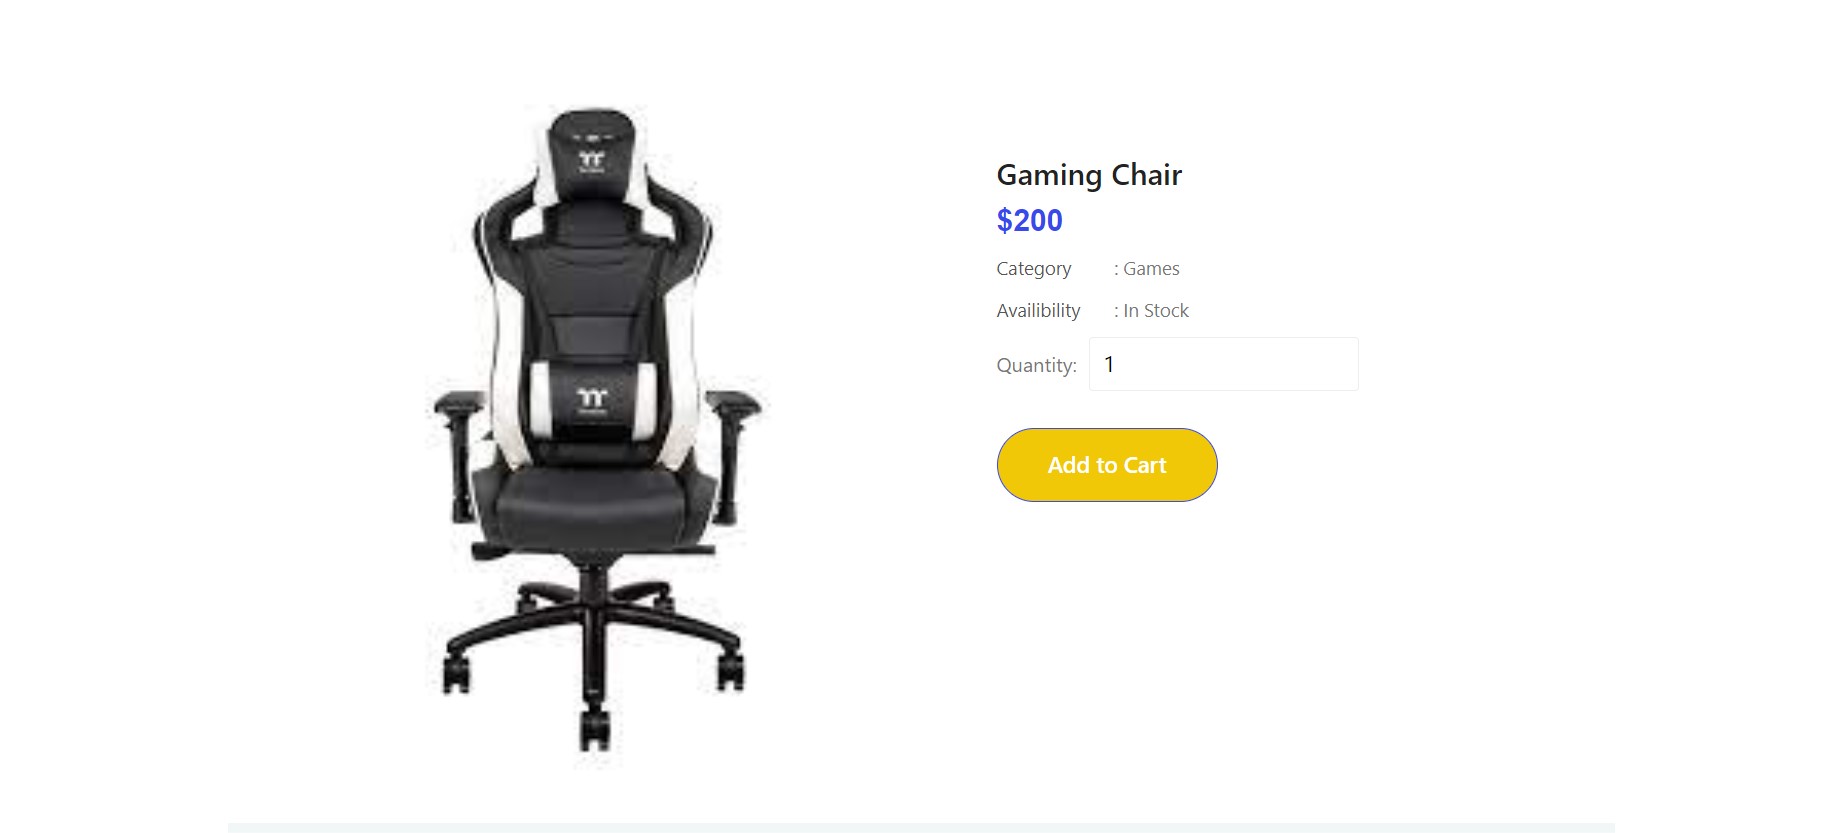 Gaming Chair
$200
Category : Games
Availibility : In Stock
Quantity: 1
Add to Cart